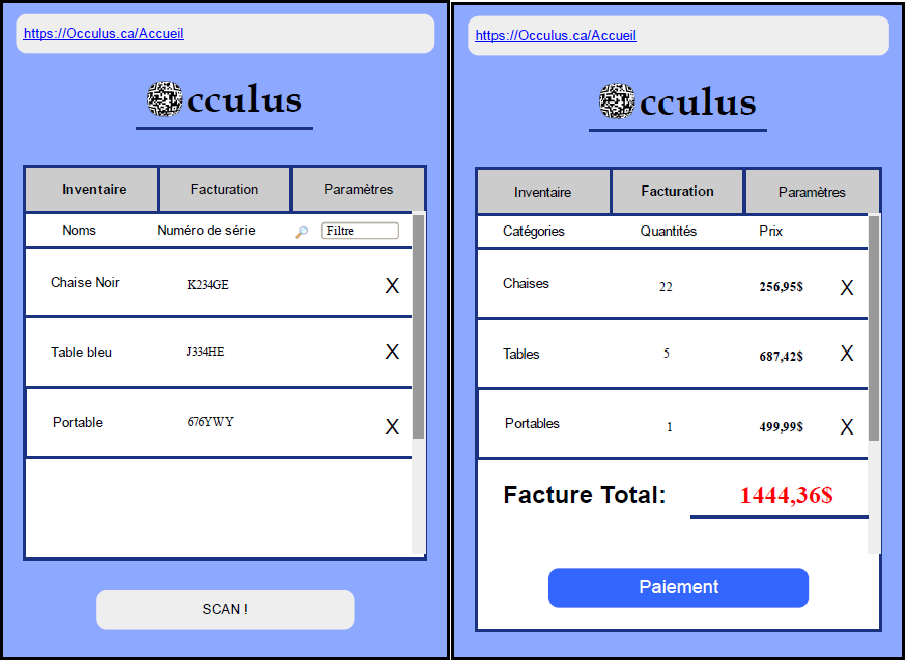 https://Occulus.ca/Accueil
cculus
Inventaire Facturation Paramètres
Noms Numéro de série Filtre
Chaise Noir K234GE X
Table bleu J334HE X
Portable 676YWY X
SCAN !
https://Occulus.ca/Accueil
cculus
Inventaire Facturation Paramètres
Catégories Quantités Prix
Chaises 22 256,95$ X
Tables 5 687,42$ X
Portables 1 499,99$ X
Facture Total: 1444,36$
Paiement